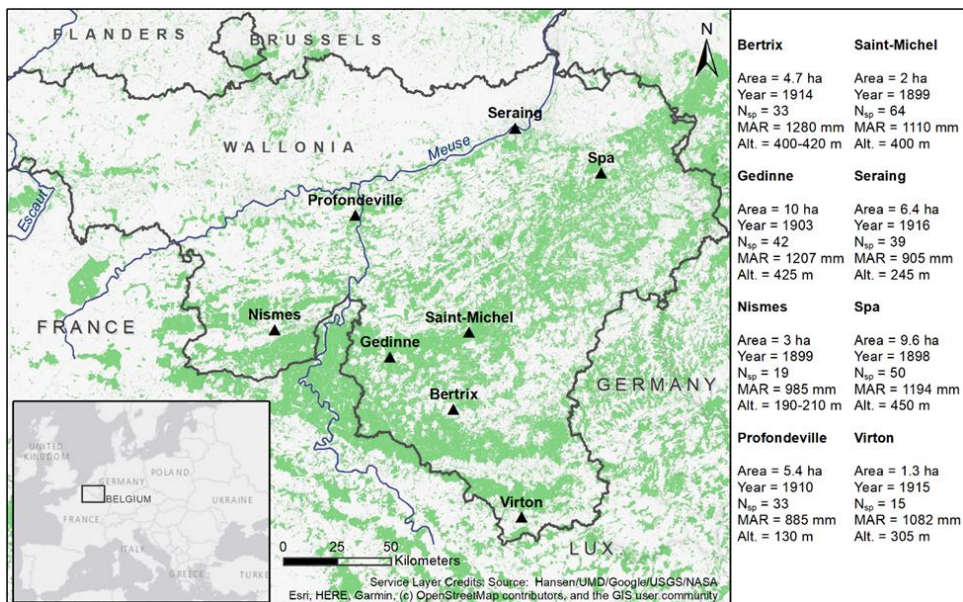 FLANDERS
BRUSSELS
N
Seraing
WALLONIA
Meuse
Spa
Escaut
Profondeville
FRANCE
Nismes
Saint-Michel
Gedinne
GERMANY
Bertrix
Virton
LUX.
0 25 50
Kilometers
Service Layer Credits: Source: Hansen/UMD/Google/USGS/NASA
Esri, HERE, Garmin, (c) OpenStreetMap contributors, and the GIS user community
UNITED
KINGDOM
POLAND
GERMANY
BELGIUM
UKRAINE
FRANCE
ITALY
GREECE
TURKE
Bertrix
Area = 4.7 ha
Year = 1914
Nsp = 33
MAR = 1280 mm
Alt. = 400-420 m
Saint-Michel
Area = 2 ha
Year = 1899
Nsp = 64
MAR = 1110 mm
Alt. = 400 m
Gedinne
Area = 10 ha
Year = 1903
Nsp = 42
MAR = 1207 mm
Alt. = 425 m
Seraing
Area = 6.4 ha
Year = 1916
Nsp = 39
MAR = 905 mm
Alt. = 245 m
Nismes
Area = 3 ha
Year = 1899
Nsp = 19
MAR = 985 mm
Alt. = 190-210 m
Spa
Area = 9.6 ha
Year = 1898
Nsp = 50
MAR = 1194 mm
Alt. = 450 m
Profondeville
Area = 5.4 ha
Year = 1910
Nsp = 33
MAR = 885 mm
Alt. = 130 m
Virton
Area = 1.3 ha
Year = 1915
Nsp = 15
MAR = 1082 mm
Alt. = 305 m